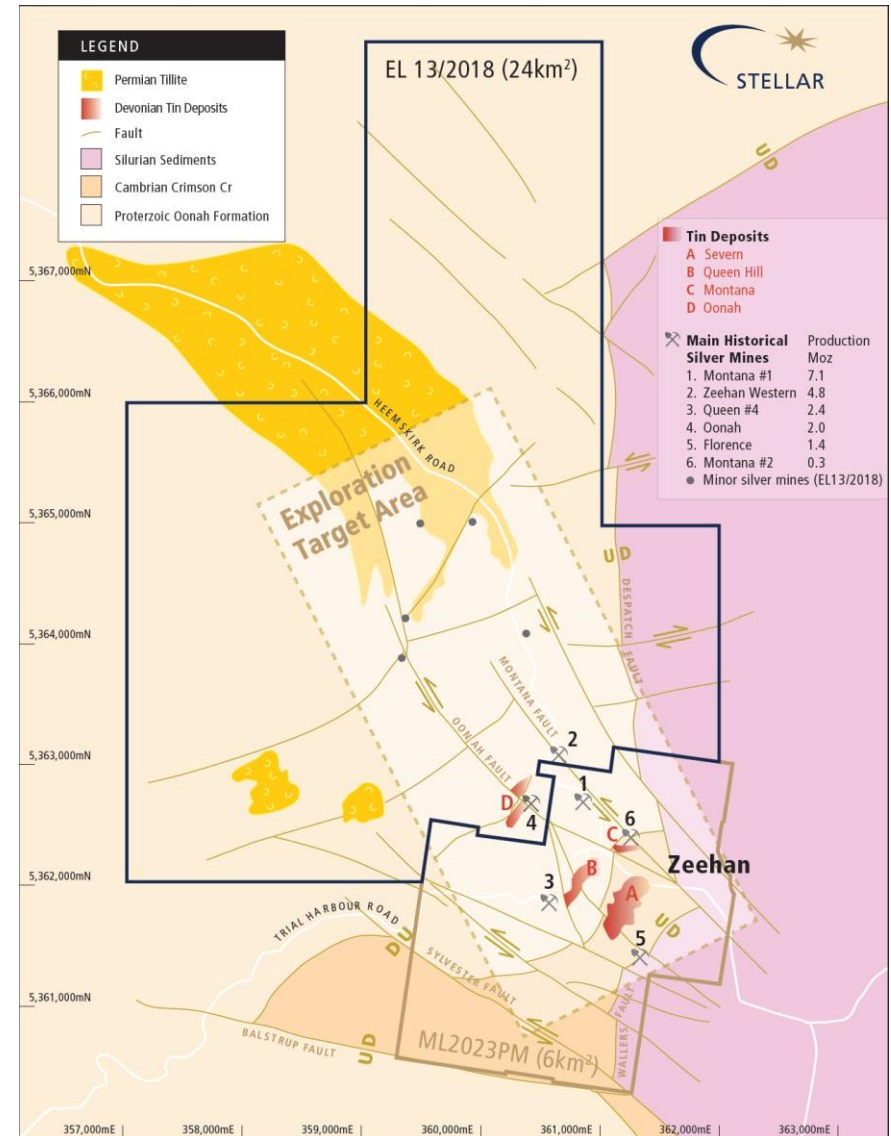 LEGEND
Permian Tillite
Devonian Tin Deposits
Fault
Silurian Sediments
Cambrian Crimson Cr
Proterzoic Oonah Formation
EL 13/2018 (24km²)
STELLAR
UD
Tin Deposits
A Severn
B Queen Hill
C Montana
D Oonah
Main Historical Production
Silver Mines Moz
1. Montana #1 7.1
2. Zeehan Western 4.8
3. Queen #4 2.4
4. Oonah 2.0
5. Florence 1.4
6. Montana #2 0.3
Minor silver mines (EL13/2018)
5,367,000mN
5,366,000mN
5,365,000mN
5,364,000mN
5,363,000mN
5,362,000mN
5,361,000mN
HEEMSKIRK ROAD
Exploration
Target Area
UD
DESPATCH FAULT
MONTANA FAULT
OONAH FAULT
2
1
D
4
6
C
Zeehan
B
3
A
UD
5
TRIAL HARBOUR ROAD
DU
SYLVESTER FAULT
WALLERS FAULT
BALSTRUP FAULT
UD
ML2023PM (6km²)
357,000mE
358,000mE
359,000mE
360,000mE
361,000mE
362,000mE
363,000mE